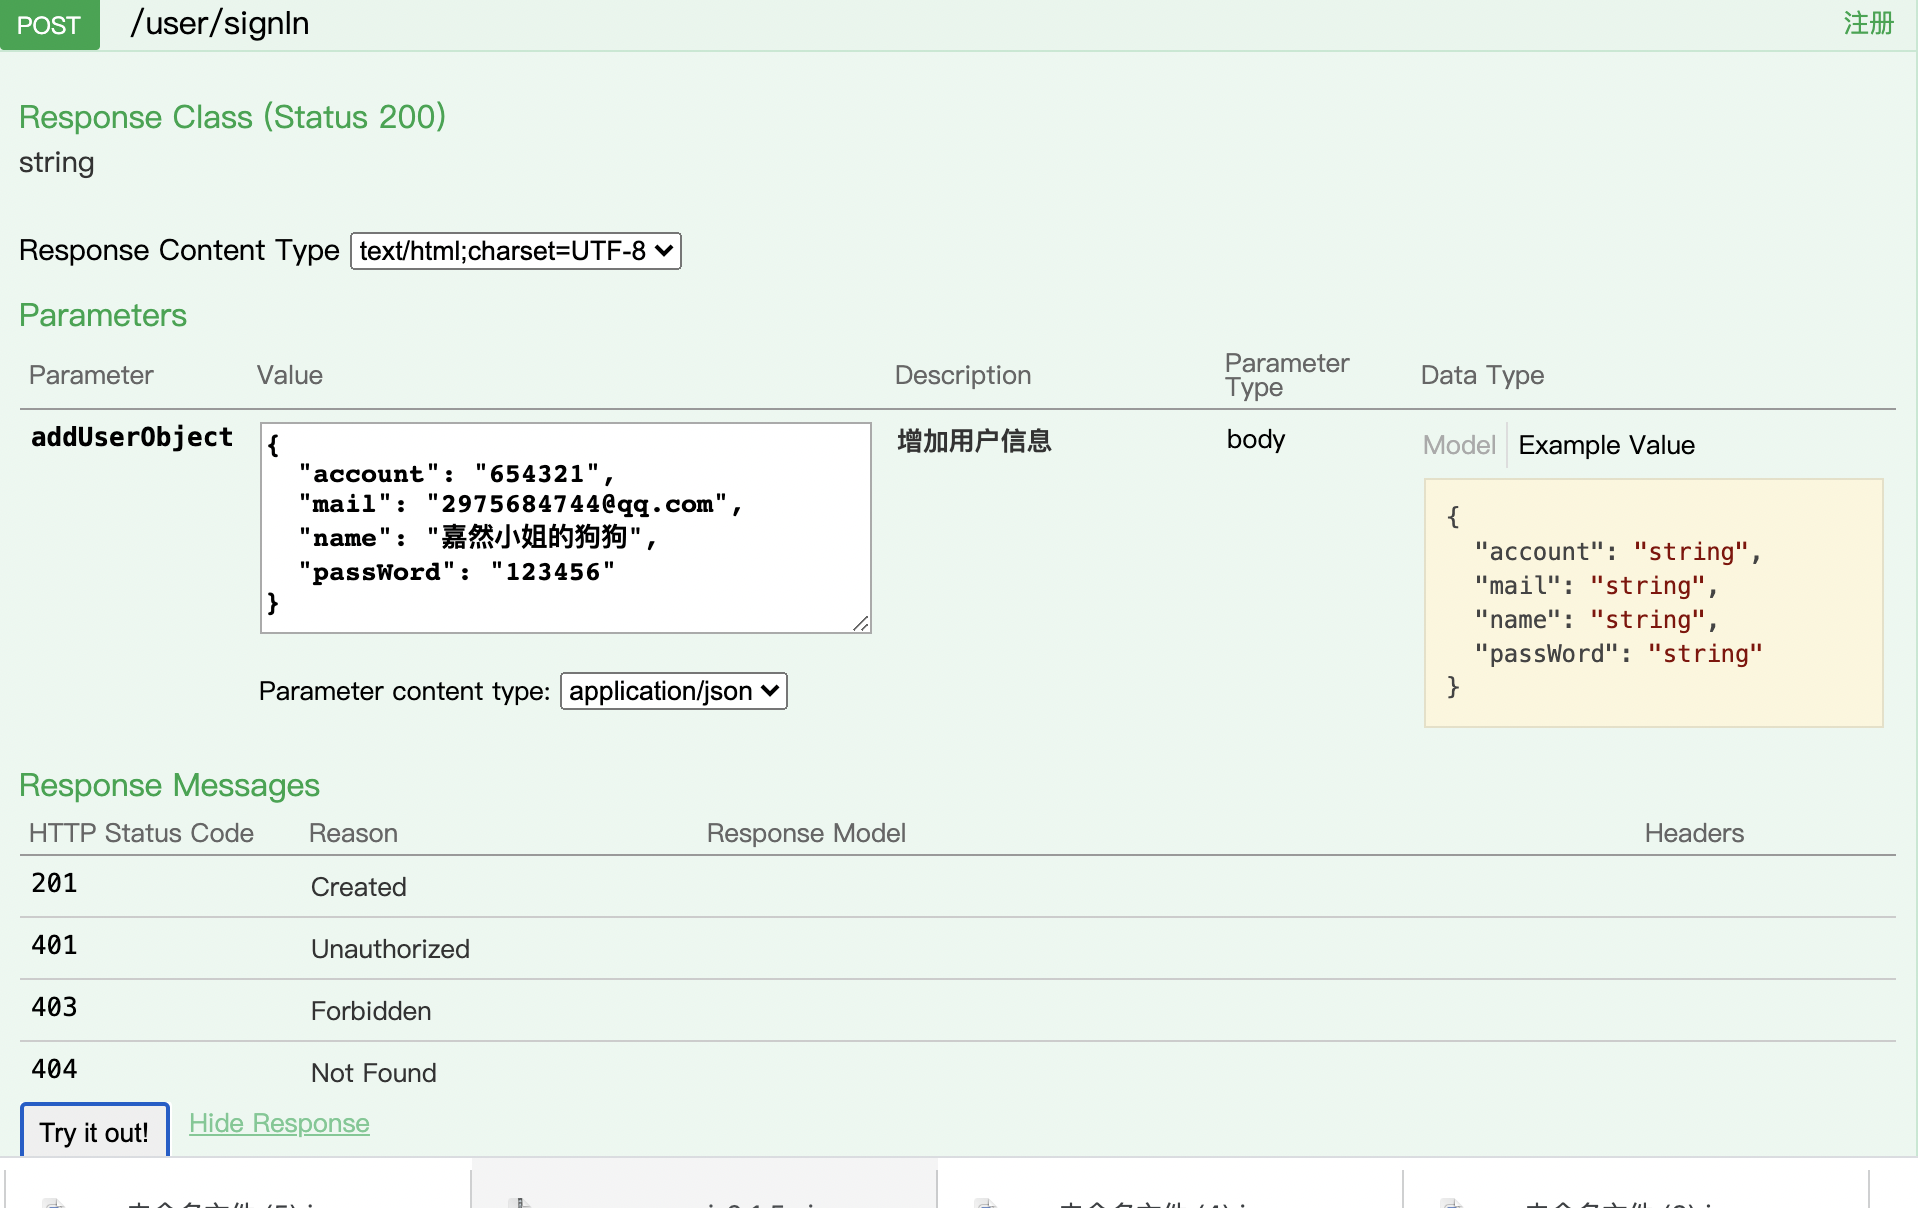 POST /user/signIn 注册
Response Class (Status 200)
string
Response Content Type text/html;charset=UTF-8
Parameters
Parameter Value Description Parameter Type Data Type
addUserObject 增加用户信息 body Model Example Value
{
"account": "654321",
"mail": "2975684744@qq.com",
"name": "嘉然小姐的狗狗",
"passWord": "123456"
}
{
"account": "string",
"mail": "string",
"name": "string",
"passWord": "string"
}
Parameter content type: application/json
Response Messages
HTTP Status Code Reason Response Model Headers
201 Created
401 Unauthorized
403 Forbidden
404 Not Found
Try it out! Hide Response